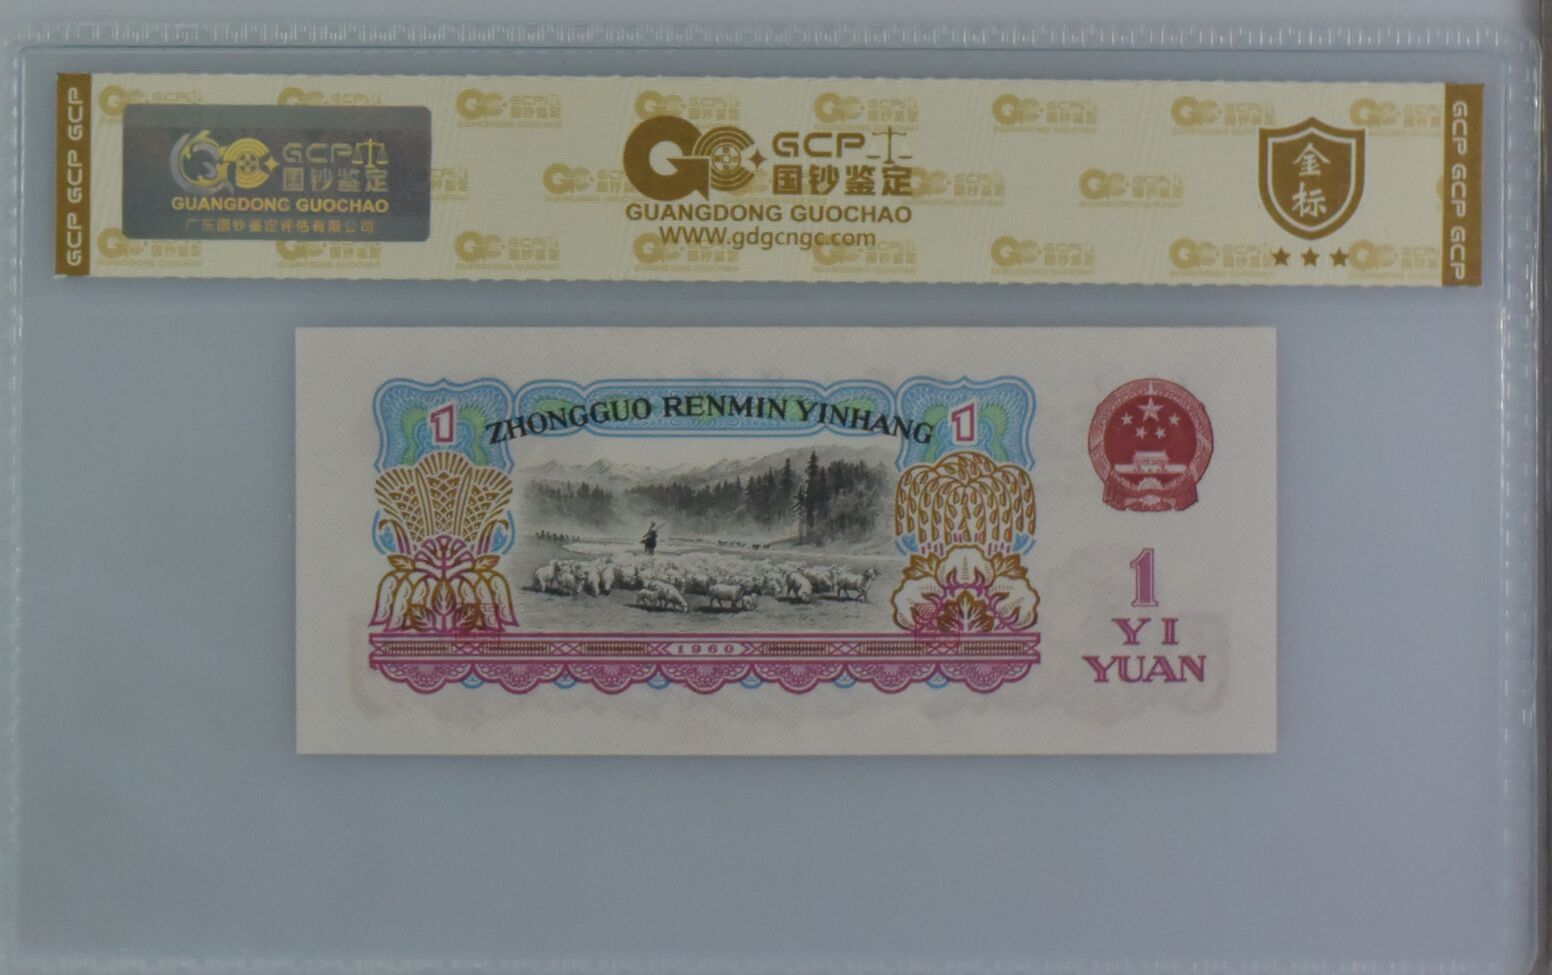 GCP GCP GCP
GCP
国钞鉴定
GUANGDONG GUOCHAO
广东国钞鉴定评估有限公司
GCP
国钞鉴定
GUANGDONG GUOCHAO
WWW.gdgcngc.com
金
标
GCP GCP GCP GCP
1 ZHONGGUO RENMIN YINHANG 1
1960
1
YI
YUAN